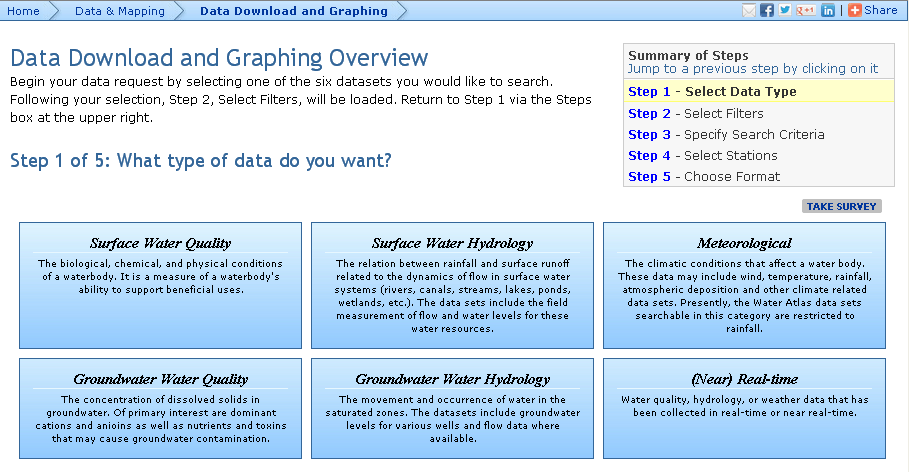 Home Data & Mapping Data Download and Graphing | Share
Data Download and Graphing Overview
Begin your data request by selecting one of the six datasets you would like to search.
Following your selection, Step 2, Select Filters, will be loaded. Return to Step 1 via the Steps
box at the upper right.
Step 1 of 5: What type of data do you want?
Summary of Steps
Jump to a previous step by clicking on it
Step 1 - Select Data Type
Step 2 - Select Filters
Step 3 - Specify Search Criteria
Step 4 - Select Stations
Step 5 - Choose Format
TAKE SURVEY
Surface Water Quality
The biological, chemical, and physical conditions
of a waterbody. It is a measure of a waterbody's
ability to support beneficial uses.
Surface Water Hydrology
The relation between rainfall and surface runoff
related to the dynamics of flow in surface water
systems (rivers, canals, streams, lakes, ponds,
wetlands, etc.). The data sets include the field
measurement of flow and water levels for these
water resources.
Meteorological
The climatic conditions that affect a water body.
These data may include wind, temperature, rainfall,
atmospheric deposition and other climate related
data sets. Presently, the Water Atlas data sets
searchable in this category are restricted to
rainfall.
Groundwater Water Quality
The concentration of dissolved solids in
groundwater. Of primary interest are dominant
cations and anioins as well as nutrients and toxins
that may cause groundwater contamination.
Groundwater Water Hydrology
The movement and occurrence of water in the
saturated zones. The datasets include groundwater
levels for various wells and flow data where
available.
(Near) Real-time
Water quality, hydrology, or weather data that has
been collected in real-time or near real-time.